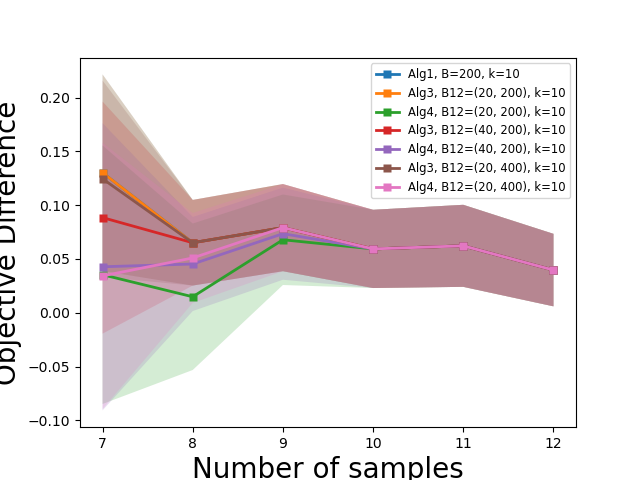 Objective Difference
0.20
0.15
0.10
0.05
0.00
−0.05
−0.10
Alg1, B=200, k=10
Alg3, B12=(20, 200), k=10
Alg4, B12=(20, 200), k=10
Alg3, B12=(40, 200), k=10
Alg4, B12=(40, 200), k=10
Alg3, B12=(20, 400), k=10
Alg4, B12=(20, 400), k=10
7 8 9 10 11 12
Number of samples